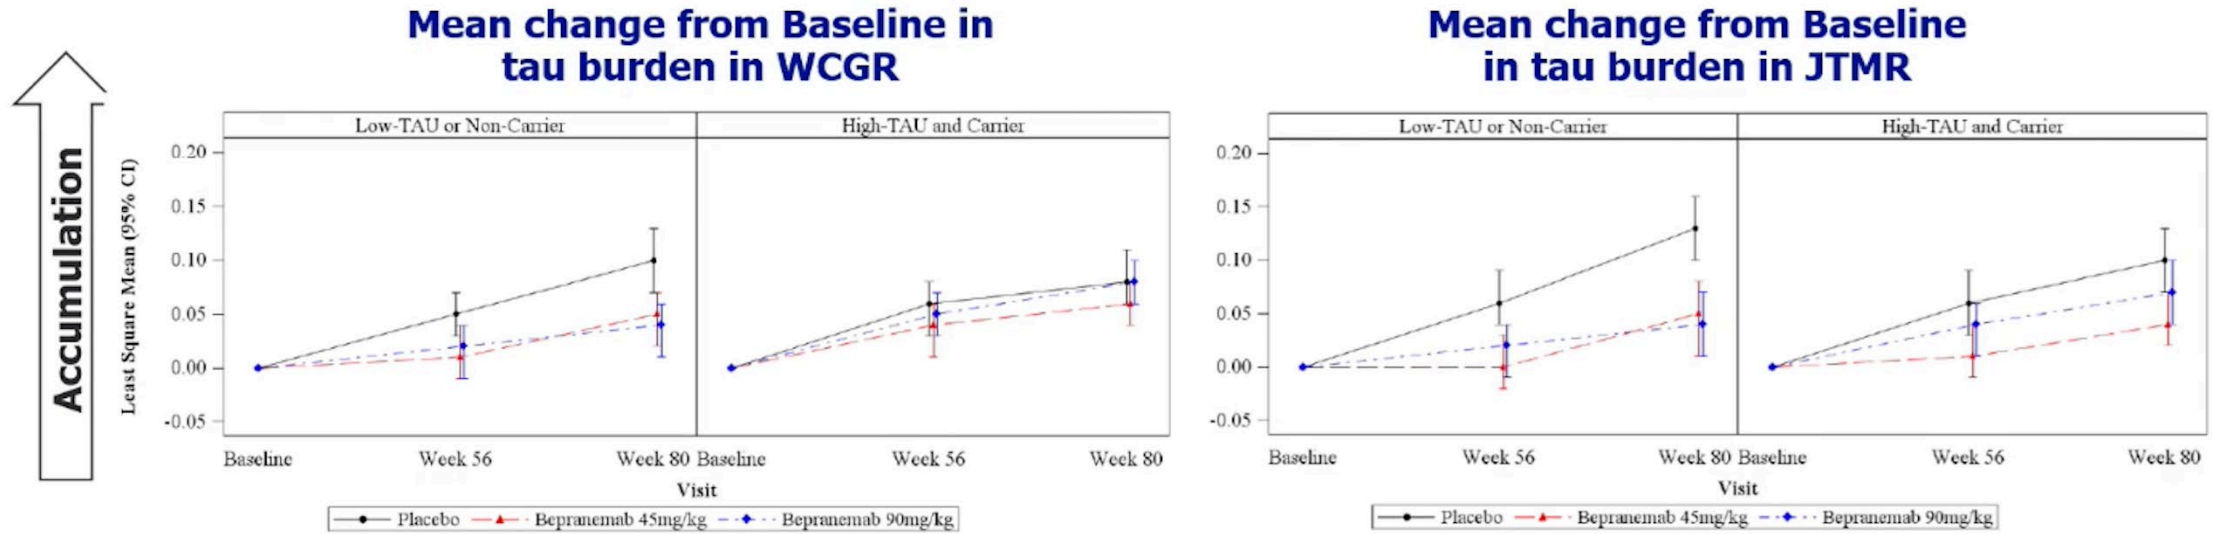 Mean change from Baseline in
tau burden in WCGR
Accumulation
Least Square Mean (95% CI)
Low-TAU or Non-Carrier
High-TAU and Carrier
0.20
0.15
0.10
0.05
0.00
-0.05
Baseline
Week 56
Week 80
Baseline
Week 56
Week 80
Visit
Placebo
Bepranemab 45mg/kg
Bepranemab 90mg/kg
Mean change from Baseline
in tau burden in JTMR
Low-TAU or Non-Carrier
High-TAU and Carrier
0.20
0.15
0.10
0.05
0.00
-0.05
Baseline
Week 56
Week 80
Baseline
Week 56
Week 80
Visit
Placebo
Bepranemab 45mg/kg
Bepranemab 90mg/kg